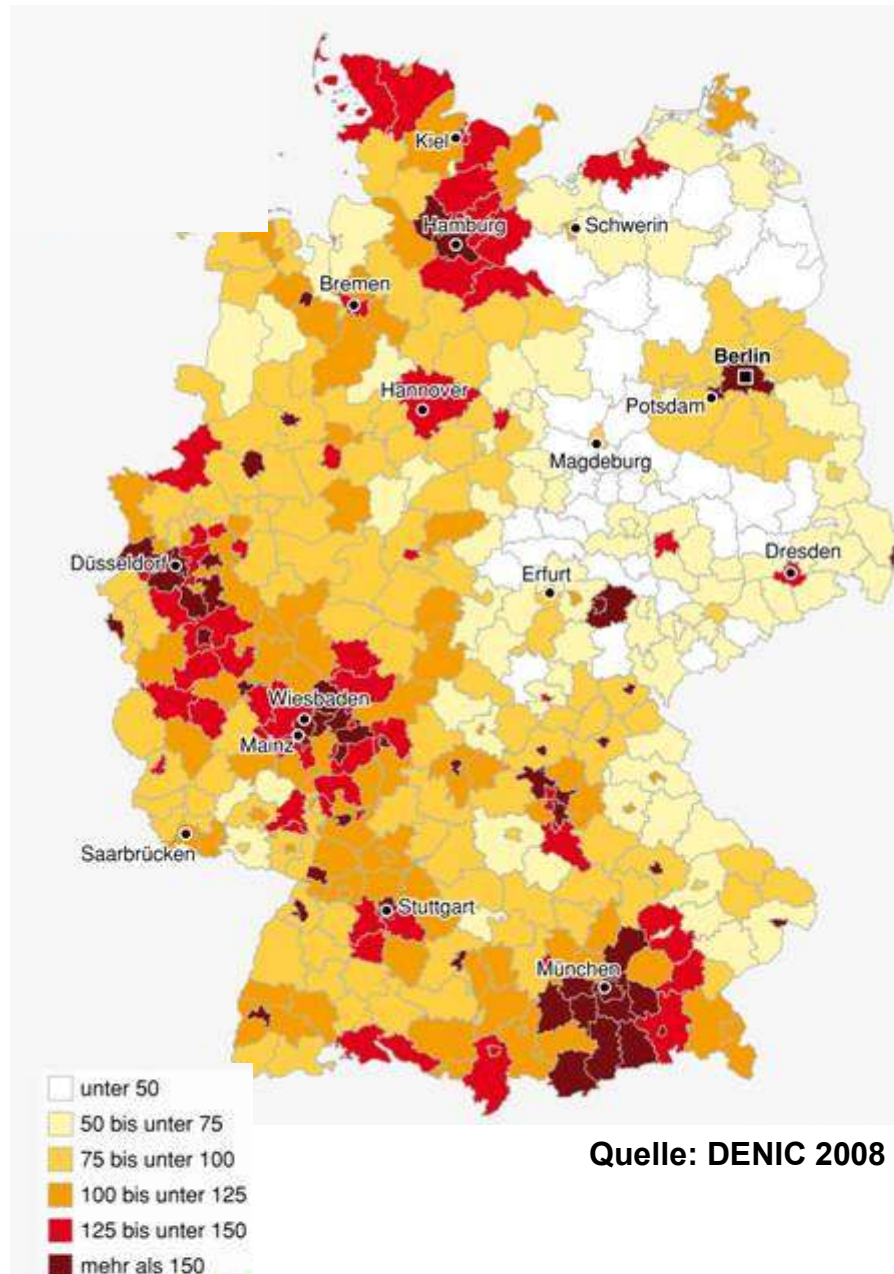 Kiel
Hamburg
Schwerin
Bremen
Berlin
Hannover
Potsdam
Magdeburg
Düsseldorf
Erfurt
Dresden
Wiesbaden
Mainz
Saarbrücken
Stuttgart
München
unter 50
50 bis unter 75
75 bis unter 100
100 bis unter 125
125 bis unter 150
mehr als 150
Quelle: DENIC 2008